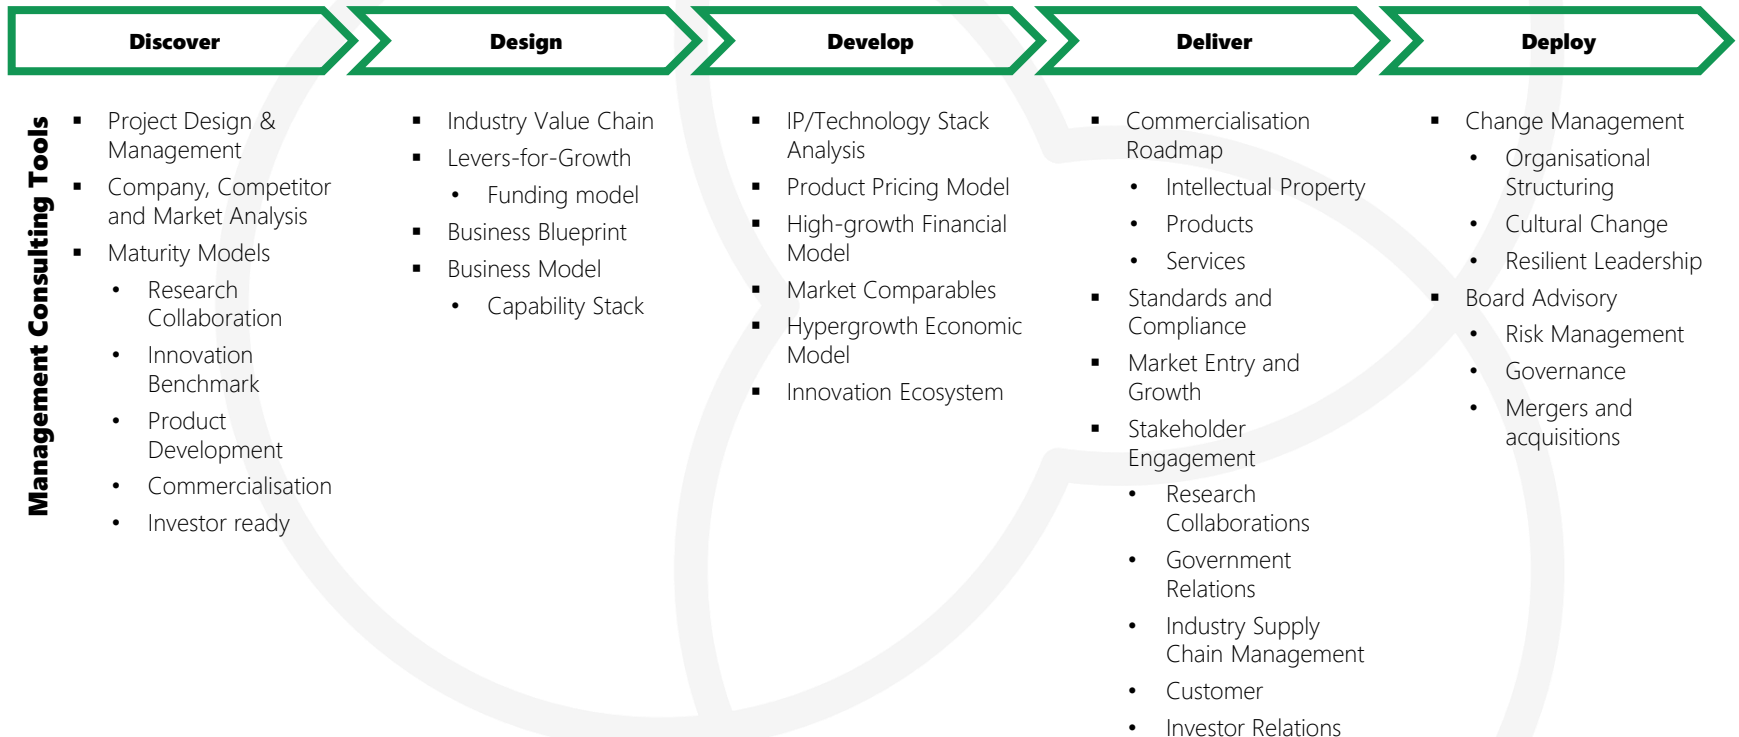 Discover
Design
Develop
Deliver
Deploy
Management Consulting Tools
▪ Project Design &
Management
▪ Company, Competitor
and Market Analysis
▪ Maturity Models
• Research
Collaboration
• Innovation
Benchmark
• Product
Development
• Commercialisation
• Investor ready
▪ Industry Value Chain
▪ Levers-for-Growth
• Funding model
▪ Business Blueprint
▪ Business Model
• Capability Stack
▪ IP/Technology Stack
Analysis
▪ Product Pricing Model
▪ High-growth Financial
Model
▪ Market Comparables
▪ Hypergrowth Economic
Model
▪ Innovation Ecosystem
▪ Commercialisation
Roadmap
• Intellectual Property
• Products
• Services
▪ Standards and
Compliance
▪ Market Entry and
Growth
▪ Stakeholder
Engagement
• Research
Collaborations
• Government
Relations
• Industry Supply
Chain Management
• Customer
• Investor Relations
▪ Change Management
• Organisational
Structuring
• Cultural Change
• Resilient Leadership
▪ Board Advisory
• Risk Management
• Governance
• Mergers and
acquisitions